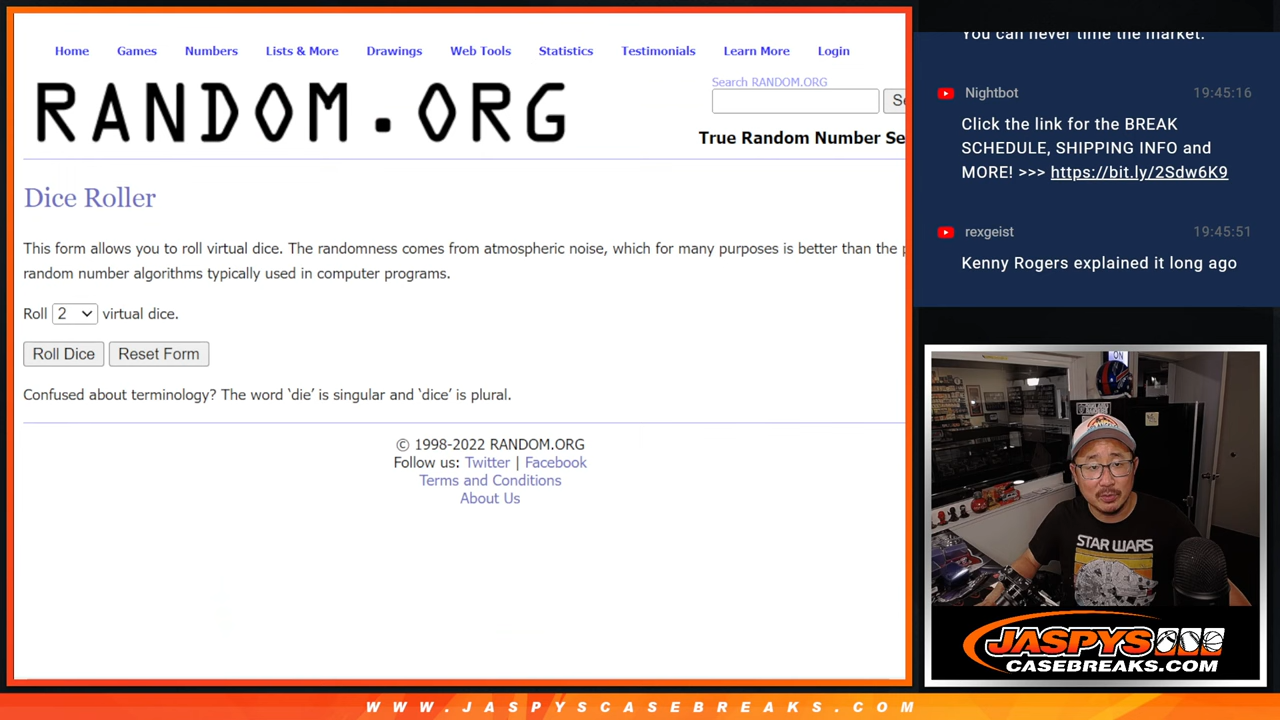 Home Games Numbers Lists & More Drawings Web Tools Statistics Testimonials Learn More Login
RANDOM.ORG
Search RANDOM.ORG
True Random Number Se
Dice Roller
This form allows you to roll virtual dice. The randomness comes from atmospheric noise, which for many purposes is better than the p
random number algorithms typically used in computer programs.
Roll 2 virtual dice.
Roll Dice Reset Form
Confused about terminology? The word ‘die’ is singular and ‘dice’ is plural.
© 1998-2022 RANDOM.ORG
Follow us: Twitter | Facebook
Terms and Conditions
About Us
You can never time the market.
Nightbot 19:45:16
Click the link for the BREAK
SCHEDULE, SHIPPING INFO and
MORE! >>> https://bit.ly/2Sdw6K9
rexgeist 19:45:51
Kenny Rogers explained it long ago
ON
STAR WARS
JASPYS
CASEBREAKS.COM
WWW.JASPYSCASEBREAKS.COM